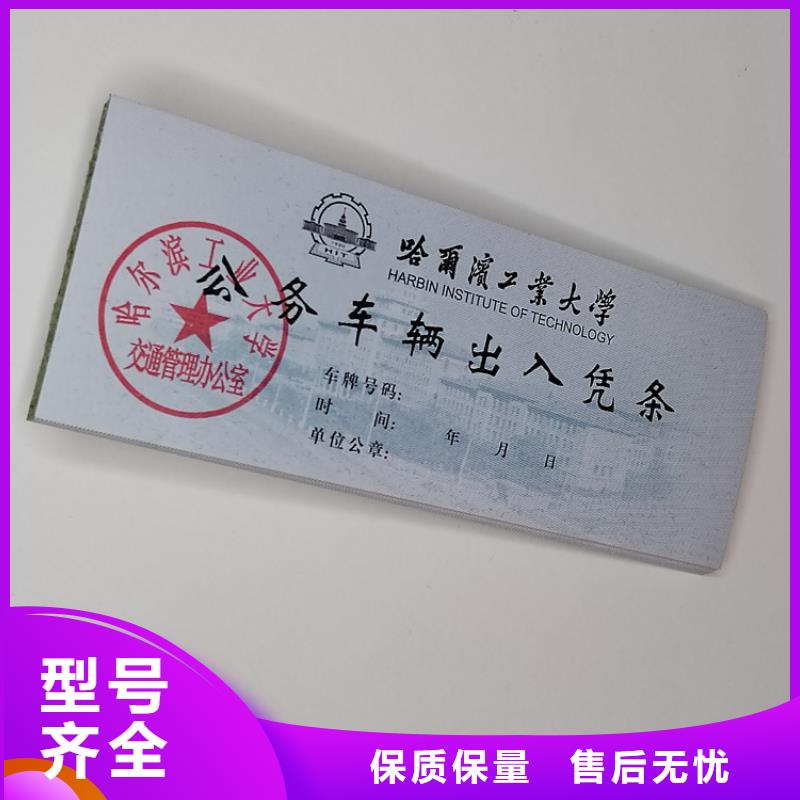 HIT
哈爾濱工業大學
HARBIN INSTITUTE OF TECHNOLOGY
公务车辆出入凭条
哈尔滨工业大学
交通管理办公室
车牌号码:
时 间: 年 月 日
单位公章:
型号
齐全
保质保量 售后无忧